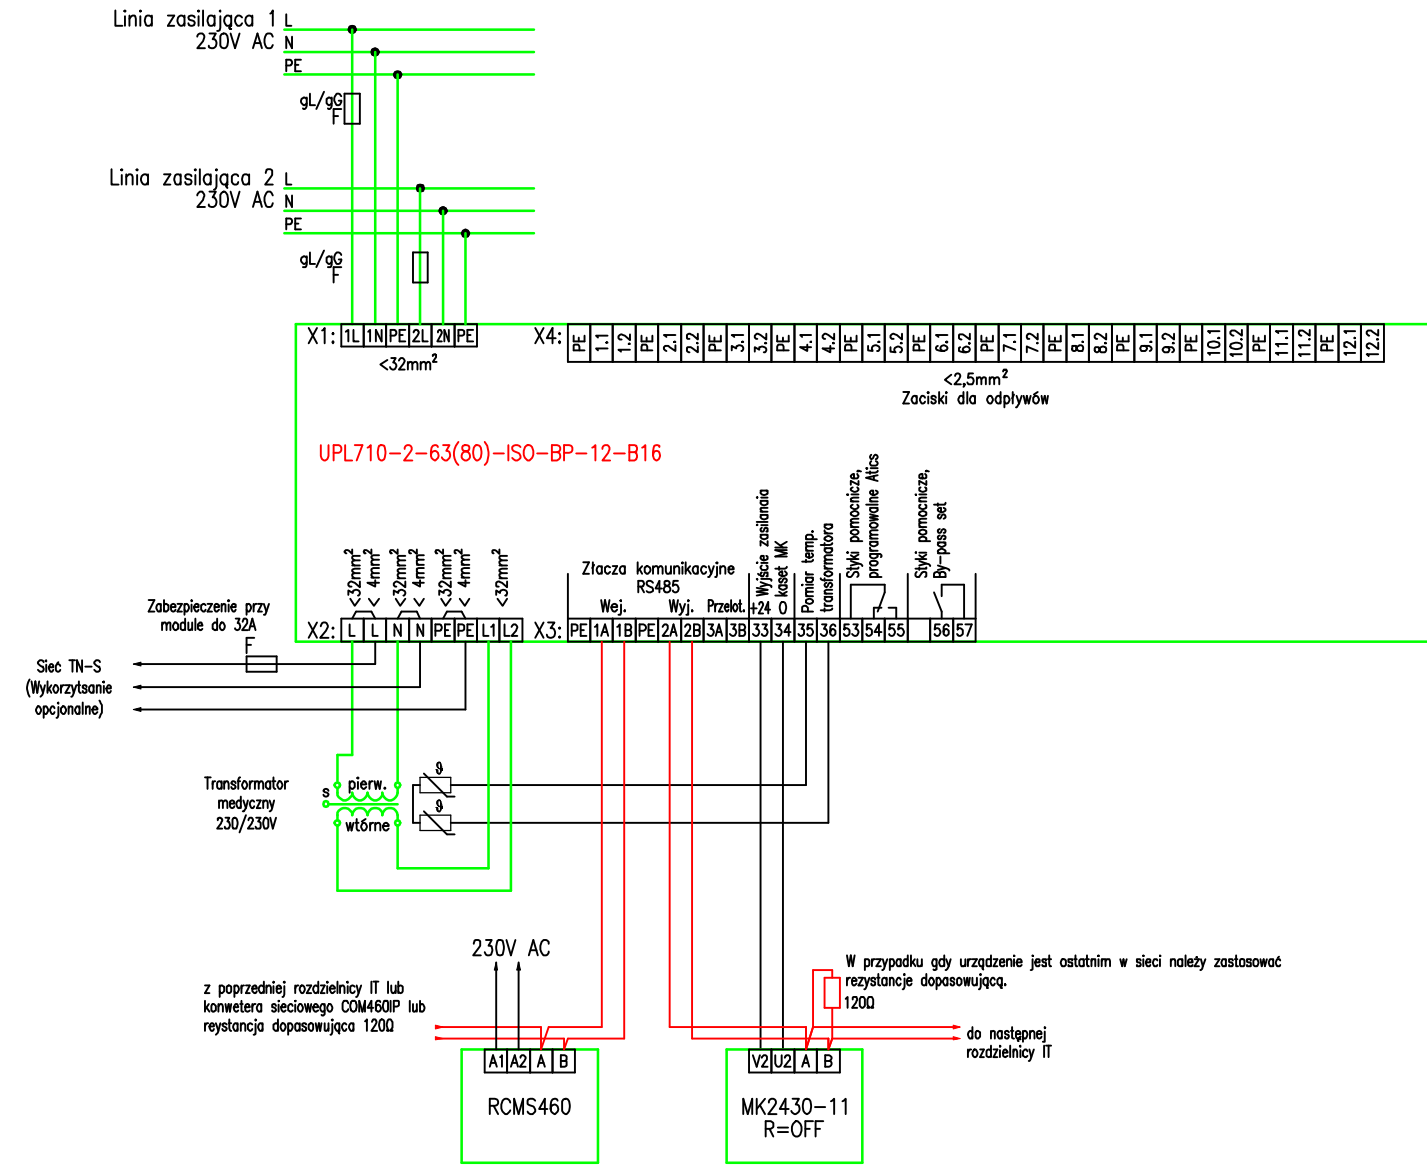 Linia zasilająca 1 L
230V AC N
PE
gL/gG
F
Linia zasilająca 2 L
230V AC N
PE
gL/gG
F
X1: 1L 1N PE 2L 2N PE
<32mm²
X4: PE 1.1 1.2 PE 2.1 2.2 PE 3.1 3.2 PE 4.1 4.2 PE 5.1 5.2 PE 6.1 6.2 PE 7.1 7.2 PE 8.1 8.2 PE 9.1 9.2 PE 10.1 10.2 PE 11.1 11.2 PE 12.1 12.2
<2,5mm²
Zaciski dla odpływów
UPL710-2-63(80)-ISO-BP-12-B16
<32mm²
< 4mm²
<32mm²
< 4mm²
<32mm²
< 4mm²
<32mm²
Złacza komunikacyjne
RS485
Wej. Wyj. Przełot.
Wyjście zasilanaia
kaset MK
+24 0
Pomiar temp.
transformatora
Styki pomocnicze,
programowalne Atics
Styki pomocnicze,
By-pass set
X2: L L N N PE PE L1 L2
X3: PE 1A 1B PE 2A 2B 3A 3B 33 34 35 36 53 54 55 56 57
Zabezpieczenie przy
module do 32A
F
Sieć TN-S
(Wykorzytsanie
opcjonalne)
Transformator
medyczny
230/230V
s
pierw.
wtórne
ϑ
ϑ
230V AC
z poprzedniej rozdzielnicy IT lub
konwetera sieciowego COM460IP lub
reystancja dopasowująca 120Ω
A1 A2 A B
RCMS460
W przypadku gdy urządzenie jest ostatnim w sieci należy zastosować
rezystancje dopasowującą.
120Ω
do następnej
rozdzielnicy IT
V2 U2 A B
MK2430-11
R=OFF